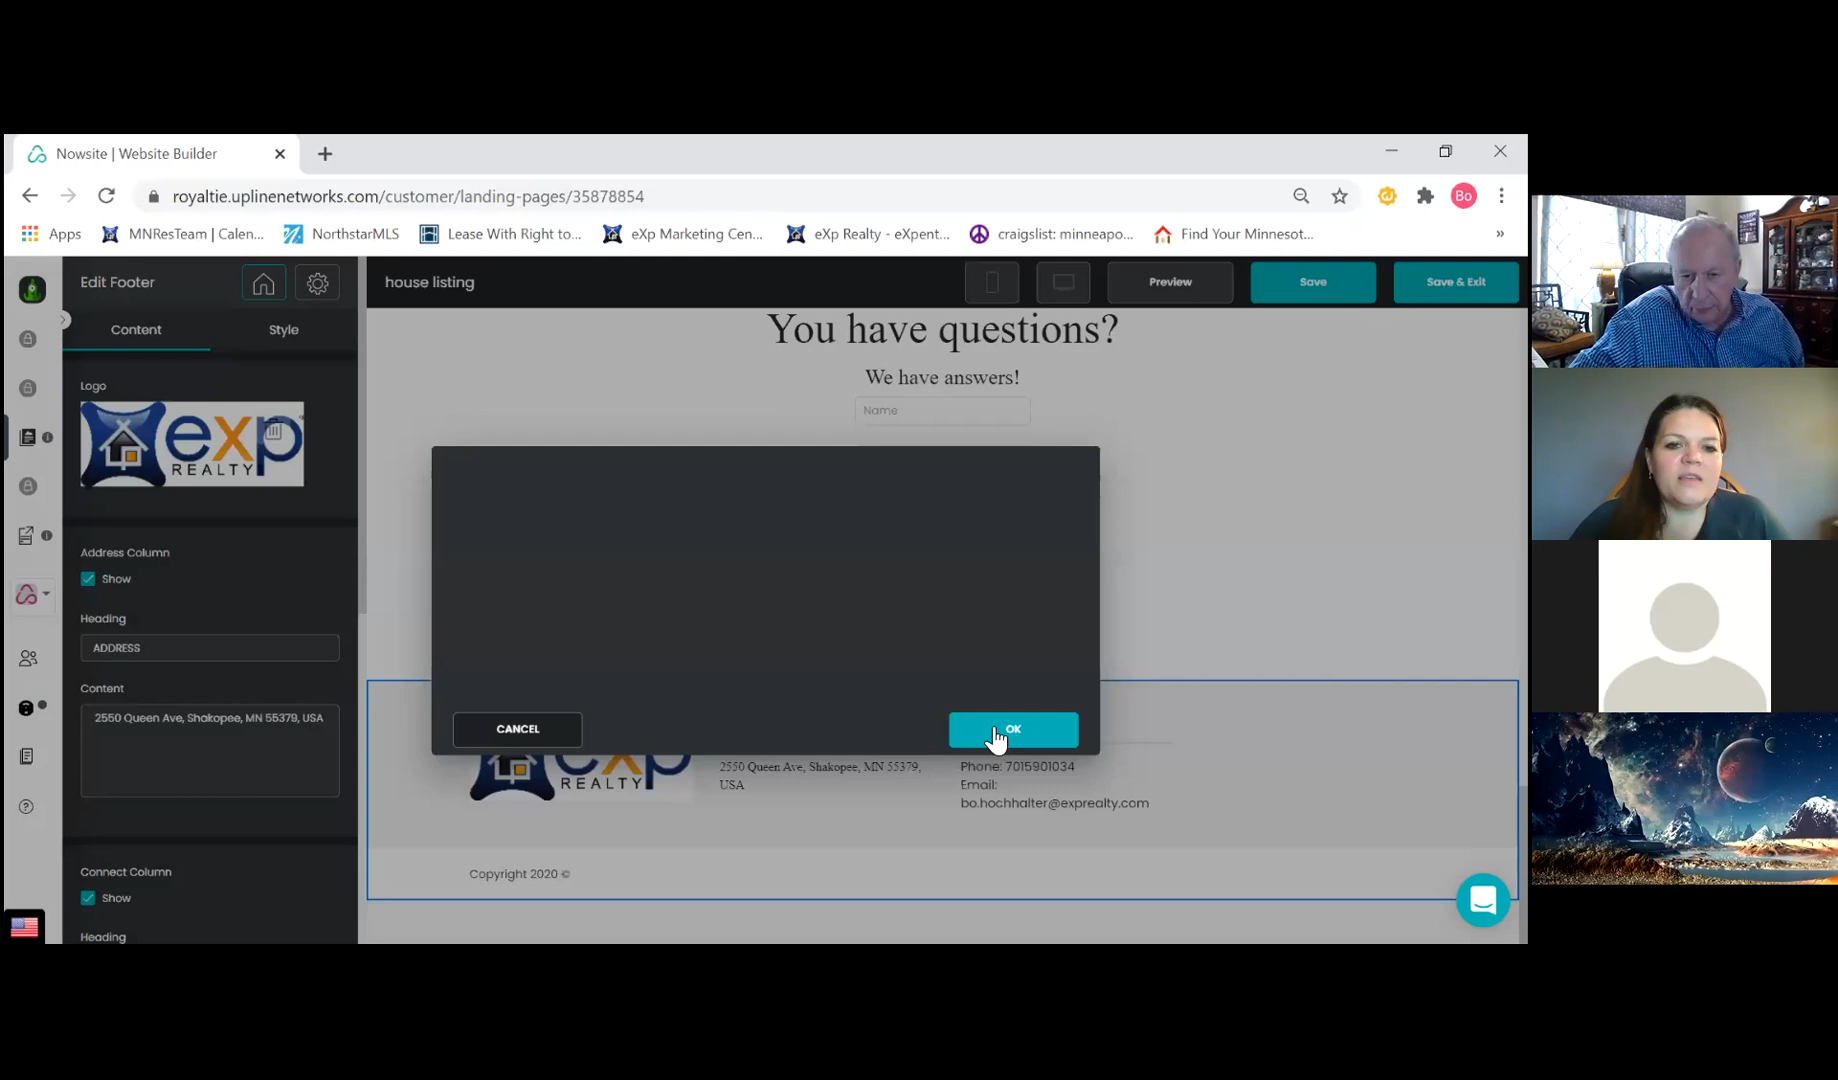 Nowsite | Website Builder
royaltie.uplinenetworks.com/customer/landing-pages/35878854
Bo
Apps
MNResTeam | Calen...
NorthstarMLS
Lease With Right to...
eXp Marketing Cen...
eXp Realty - eXpent...
craigslist: minneapo...
Find Your Minnesot...
»
Edit Footer
house listing
Preview
Save
Save & Exit
Content
Style
Logo
exp
REALTY
Address Column
Show
Heading
ADDRESS
Content
2550 Queen Ave, Shakopee, MN 55379, USA
Connect Column
Show
Heading
You have questions?
We have answers!
Name
CANCEL
OK
exp
REALTY
2550 Queen Ave, Shakopee, MN 55379,
USA
Phone: 7015901034
Email:
bo.hochhalter@exprealty.com
Copyright 2020 ©